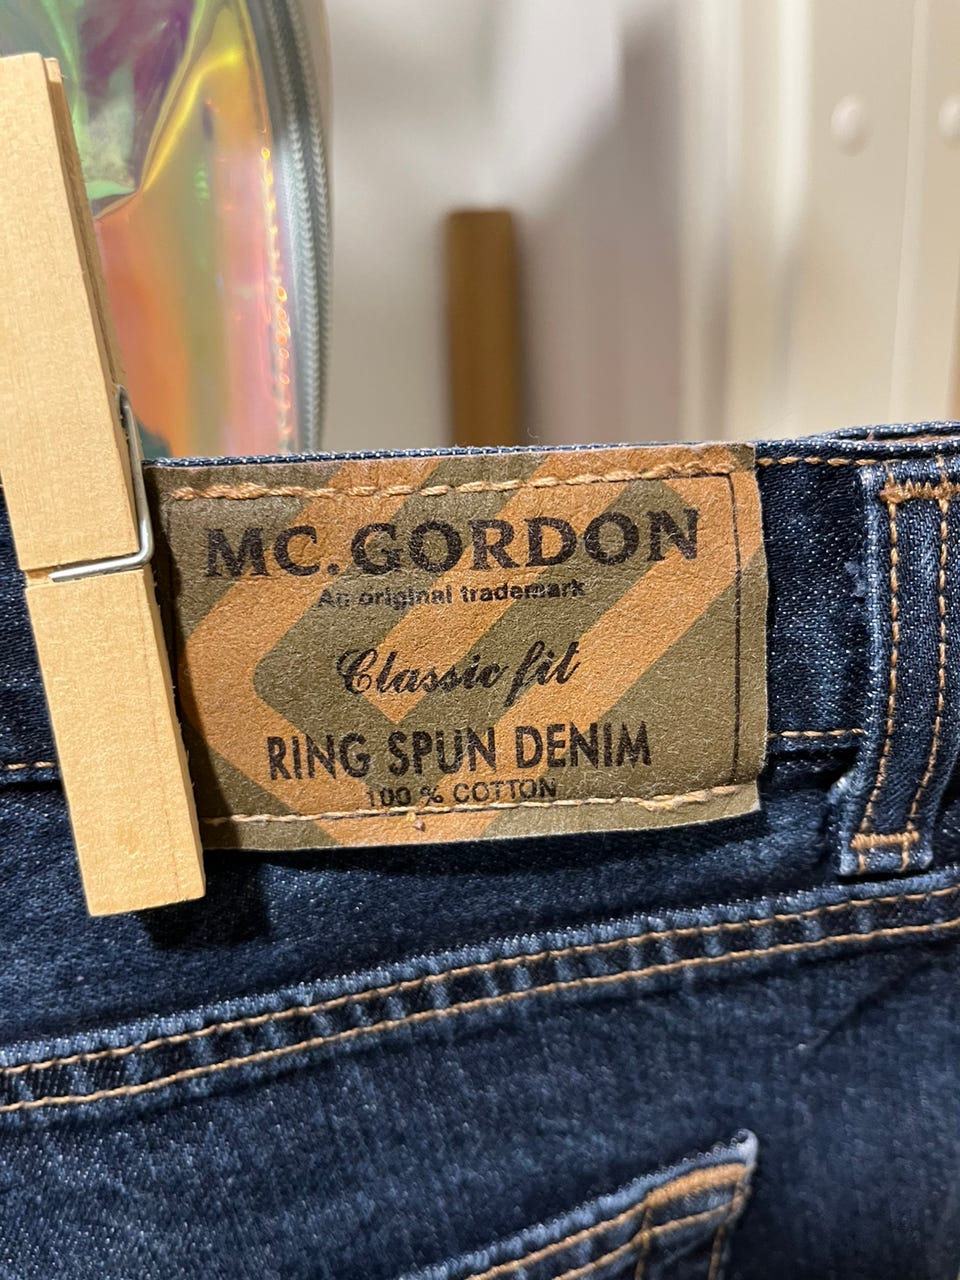 MC.GORDON
An original trademark
Classic fit
RING SPUN DENIM
100 % COTTON